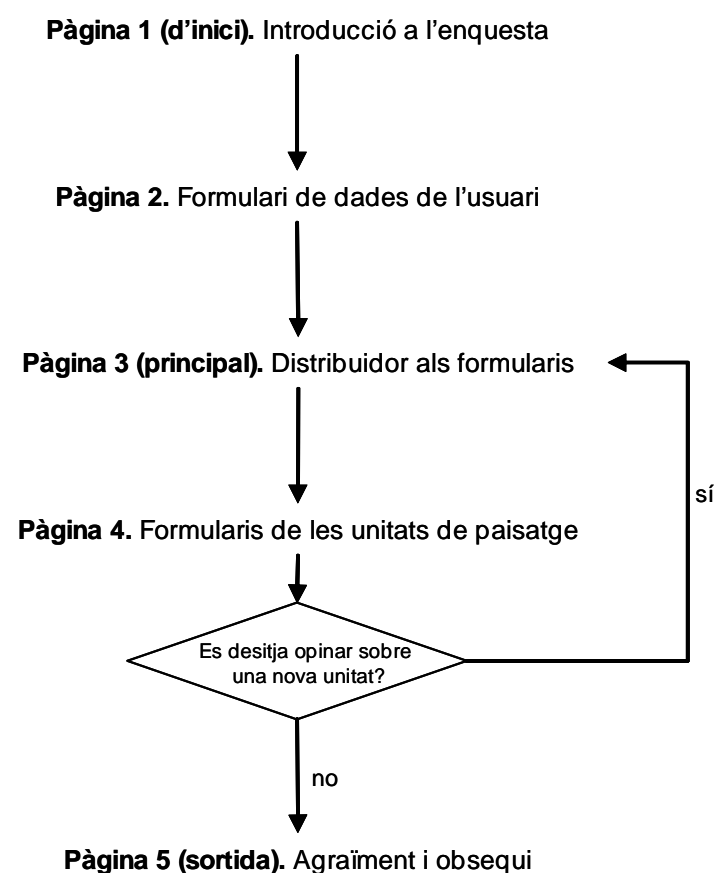 Pàgina 1 (d’inici). Introducció a l’enquesta
Pàgina 2. Formulari de dades de l’usuari
Pàgina 3 (principal). Distribuidor als formularis
sí
Pàgina 4. Formularis de les unitats de paisatge
Es desitja opinar sobre
una nova unitat?
no
Pàgina 5 (sortida). Agraïment i obsequi